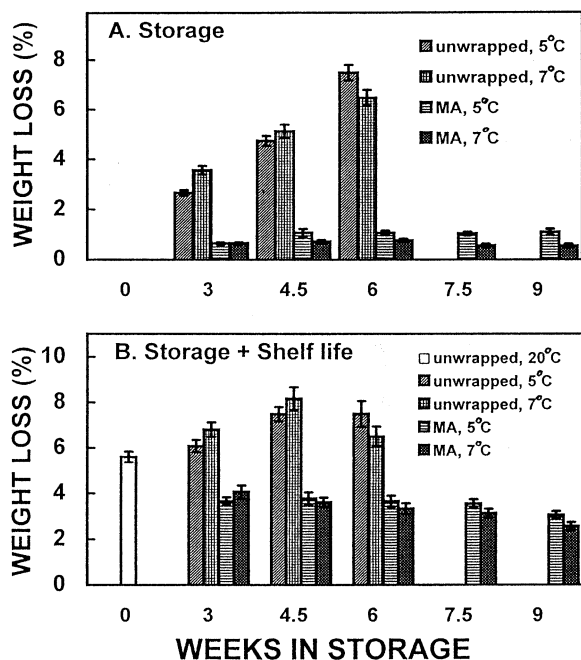 A. Storage
unwrapped, 5°C
unwrapped, 7°C
MA, 5°C
MA, 7°C
WEIGHT LOSS (%)
8
6
4
2
0
0 3 4.5 6 7.5 9
B. Storage + Shelf life
unwrapped, 20°C
unwrapped, 5°C
unwrapped, 7°C
MA, 5°C
MA, 7°C
WEIGHT LOSS (%)
10
8
6
4
2
0
0 3 4.5 6 7.5 9
WEEKS IN STORAGE